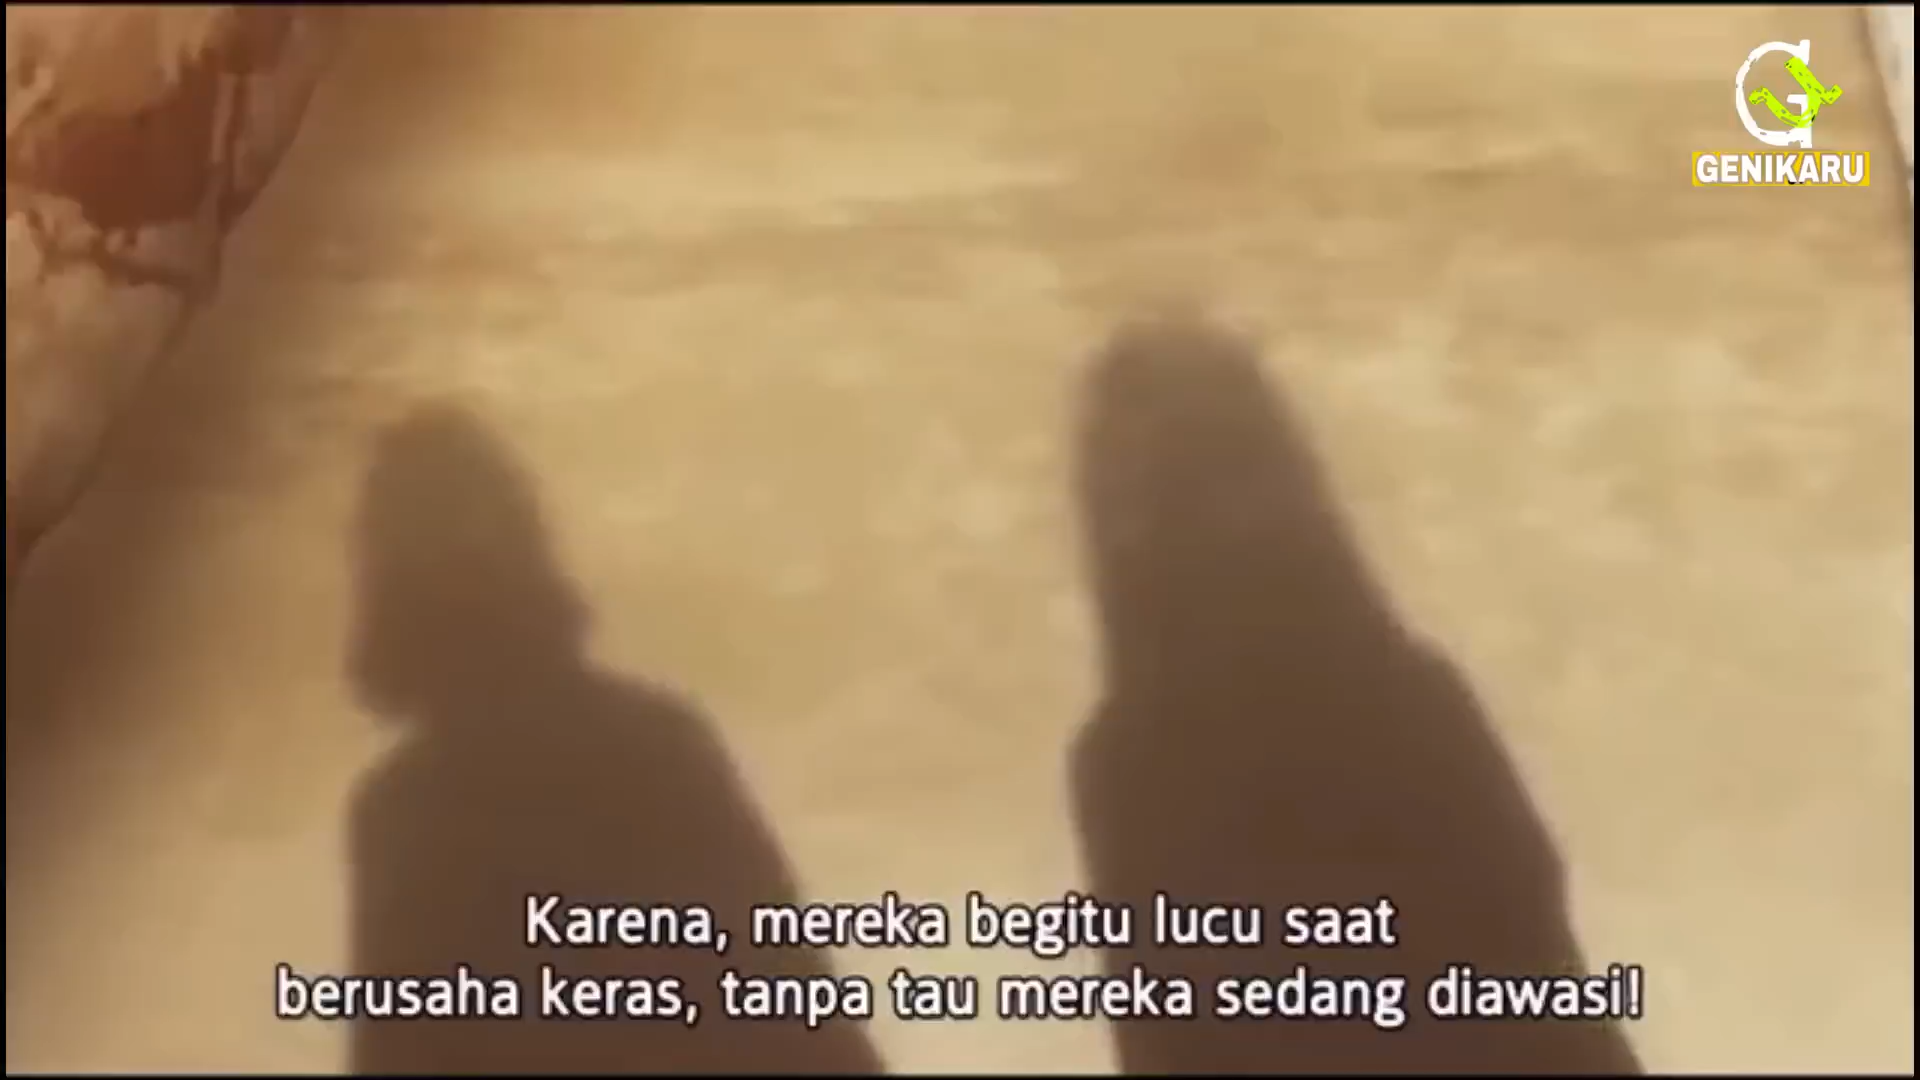 GENIKARU
Karena, mereka begitu lucu saat
berusaha keras, tanpa tau mereka sedang diawasi!